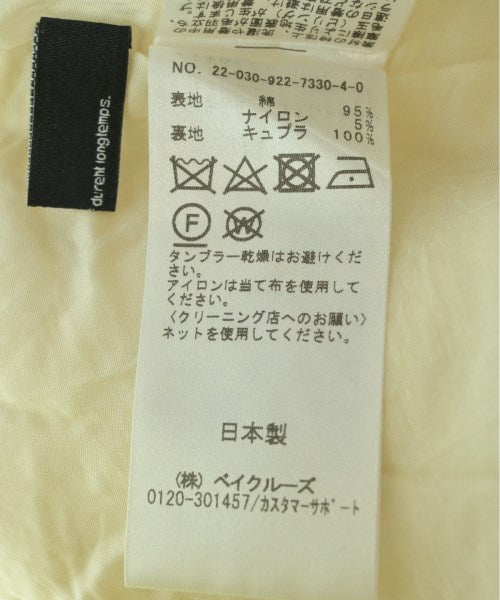 durent longtemps.
NO. 22-030-922-7330-4-0
表地 綿 95%
ナイロン 5%
裏地 キュプラ 100%
F
W
タンブラー乾燥はお避けくだ
さい。
アイロンは当て布を使用して
ください。
〈クリーニング店へのお願い〉
ネットを使用してください。
日本製
(株) ベイクルーズ
0120-301457/カスタマーサポート